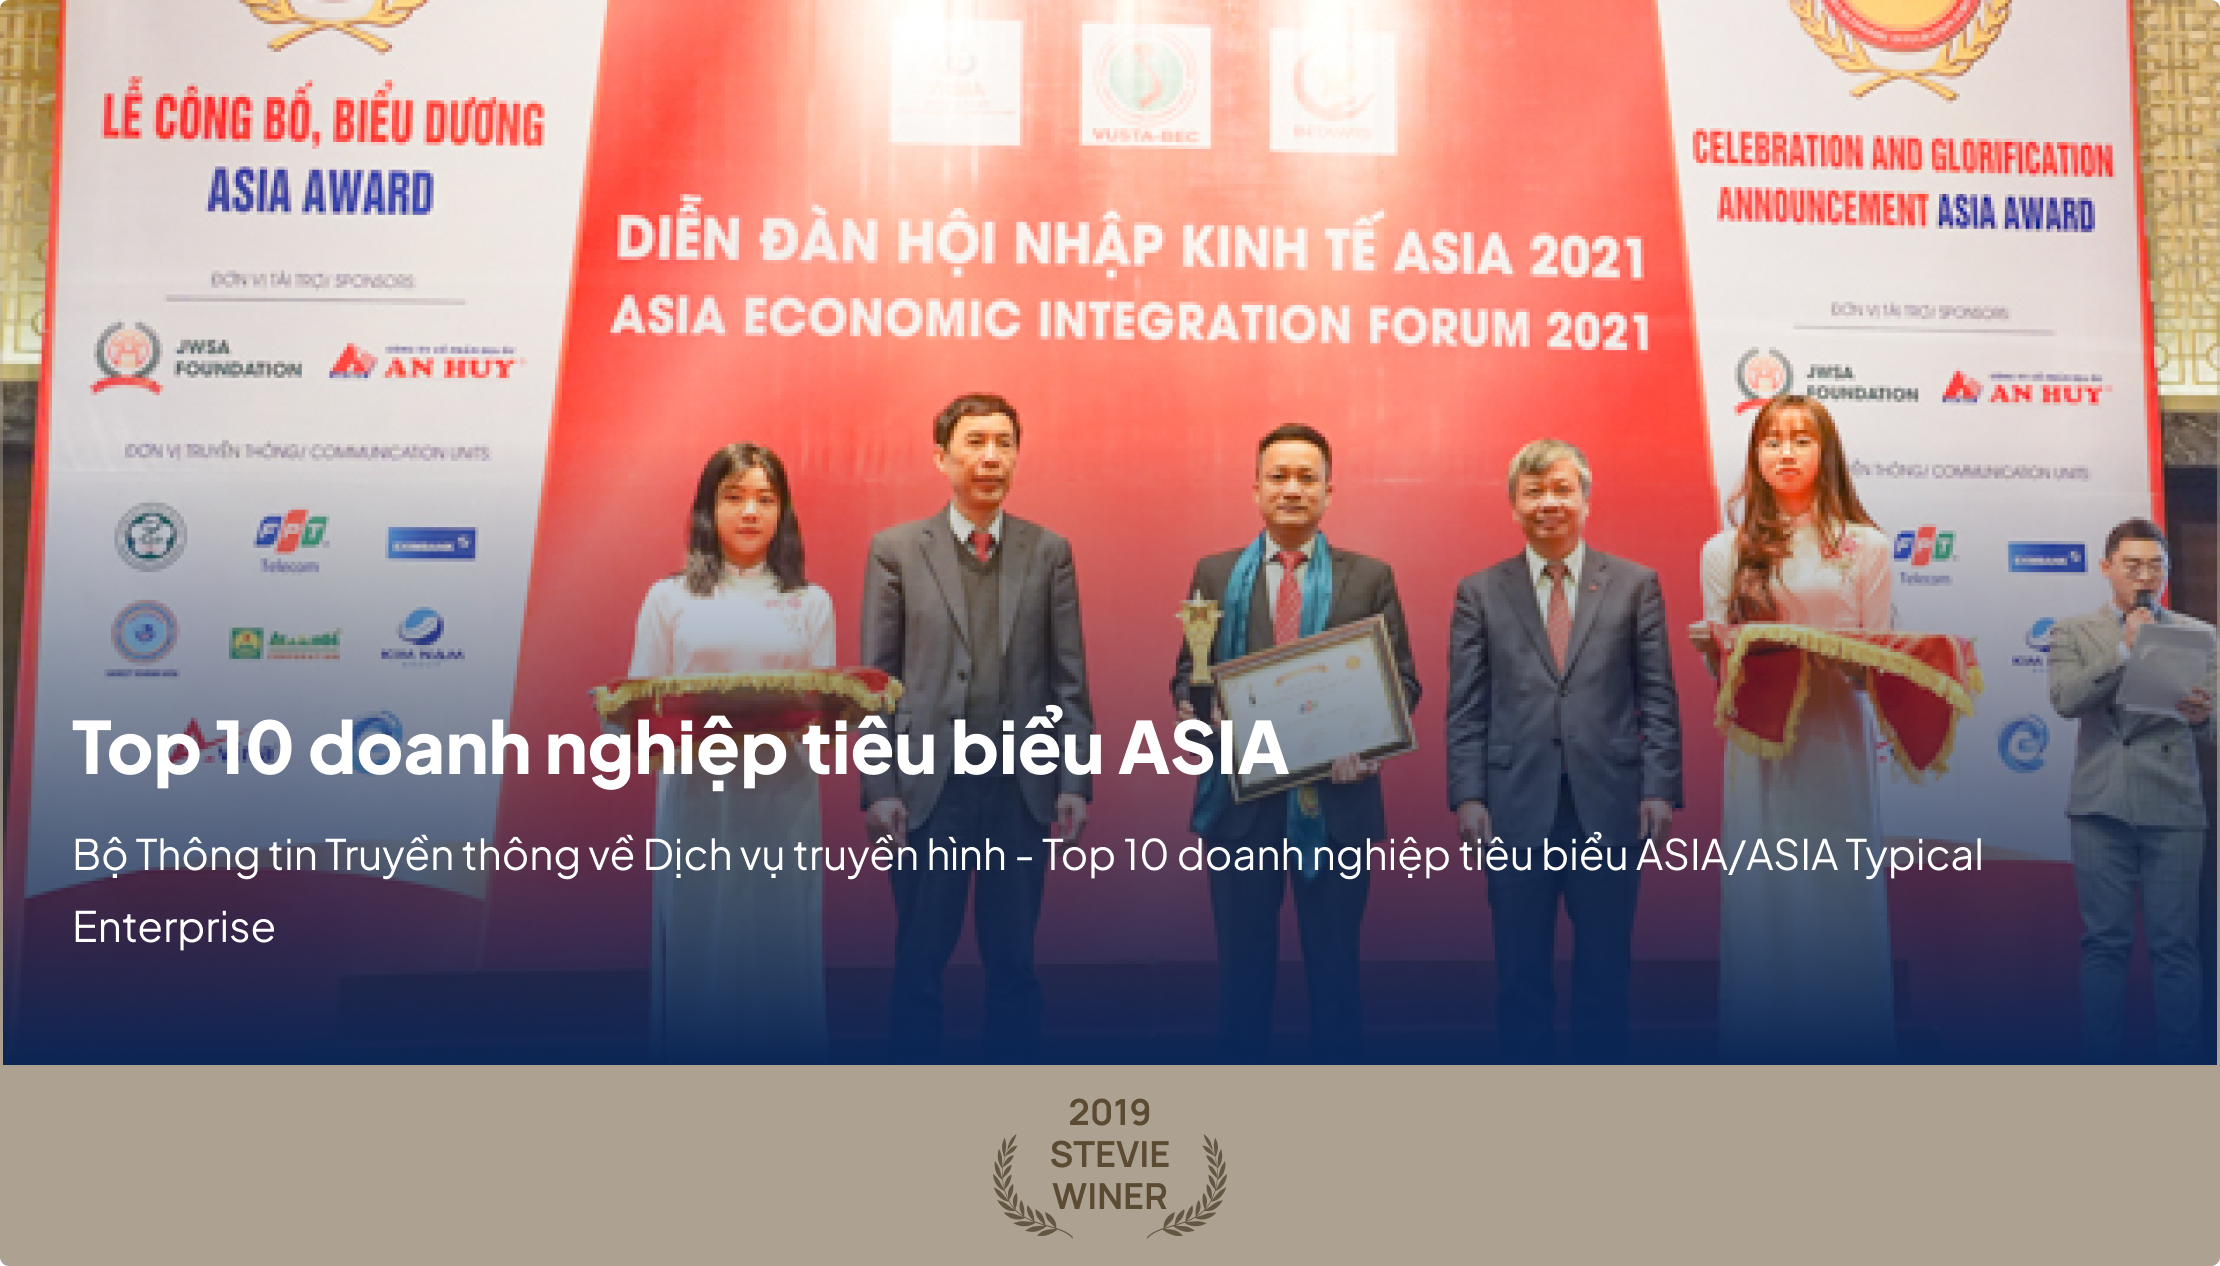 LỄ CÔNG BỐ, BIỂU DƯƠNG
ASIA AWARD
ĐƠN VỊ TÀI TRỢ/ SPONSORS
JWSA
FOUNDATION
AN HUY
ĐƠN VỊ TRUYỀN THÔNG/ COMMUNICATION UNITS
FPT
Telecom
EXIMBANK
KIM NAM
VUSTA-BEC
DIỄN ĐÀN HỘI NHẬP KINH TẾ ASIA 2021
ASIA ECONOMIC INTEGRATION FORUM 2021
CELEBRATION AND GLORIFICATION
ANNOUNCEMENT ASIA AWARD
ĐƠN VỊ TÀI TRỢ/ SPONSORS
JWSA
FOUNDATION
AN HUY
THÔNG/ COMMUNICATION UNITS
FPT
Telecom
EXIMBANK
KIM
Top 10 doanh nghiệp tiêu biểu ASIA
Bộ Thông tin Truyền thông về Dịch vụ truyền hình - Top 10 doanh nghiệp tiêu biểu ASIA/ASIA Typical
Enterprise
2019
STEVIE
WINER